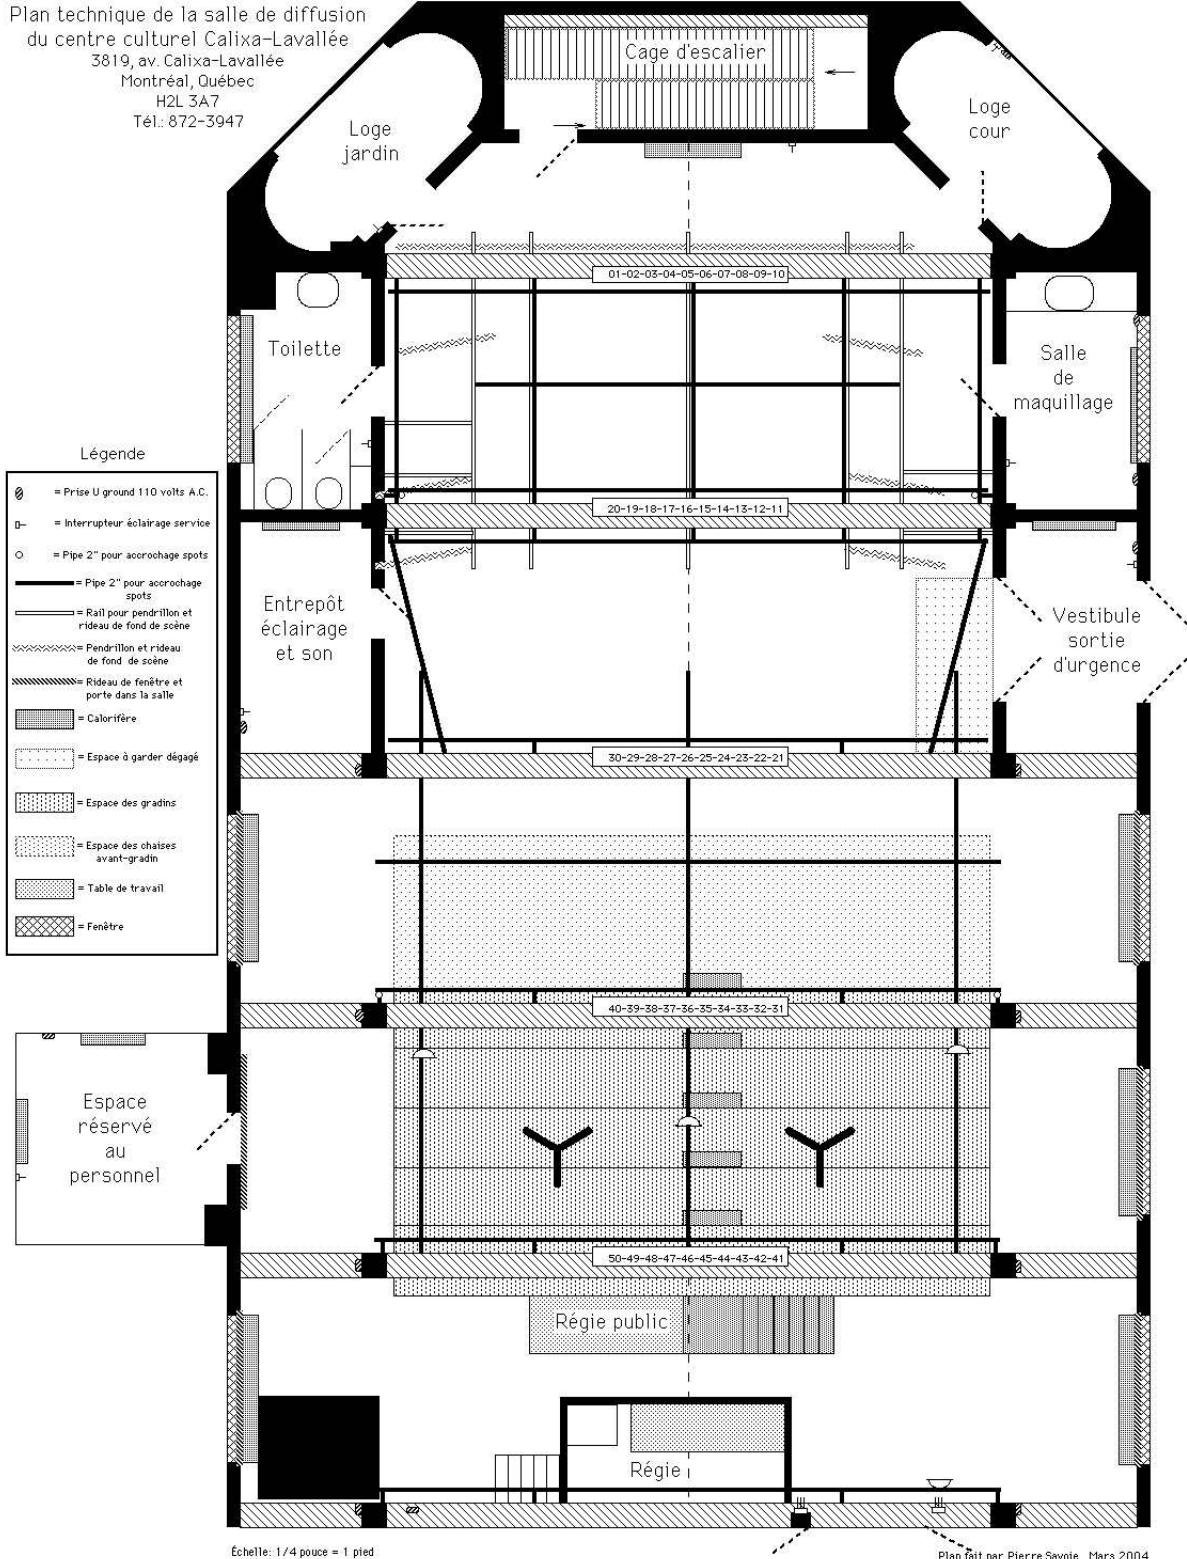 Plan technique de la salle de diffusion
du centre culturel Calixa-Lavallée
3819, av. Calixa-Lavallée
Montréal, Québec
H2L 3A7
Tél.: 872-3947
Cage d'escalier
Loge
jardin
Loge
cour
01-02-03-04-05-06-07-08-09-10
Toilette
Salle
de
maquillage
Légende
= Prise U ground 110 volts A.C.
= Interrupteur éclairage service
= Pipe 2" pour accrochage spots
= Pipe 2" pour accrochage
spots
= Rail pour pendrillon et
rideau de fond de scène
= Pendrillon et rideau
de fond de scène
= Rideau de fenêtre et
porte dans la salle
= Calorifère
= Espace à garder dégagé
= Espace des gradins
= Espace des chaises
avant-gradin
= Table de travail
= Fenêtre
20-19-18-17-16-15-14-13-12-11
Entrepôt
éclairage
et son
Vestibule
sortie
d'urgence
30-29-28-27-26-25-24-23-22-21
40-39-38-37-36-35-34-33-32-31
Espace
réservé
au
personnel
50-49-48-47-46-45-44-43-42-41
Régie public
Régie
Échelle: 1/4 pouce = 1 pied
Plan fait par Pierre Savoie, Mars 2004